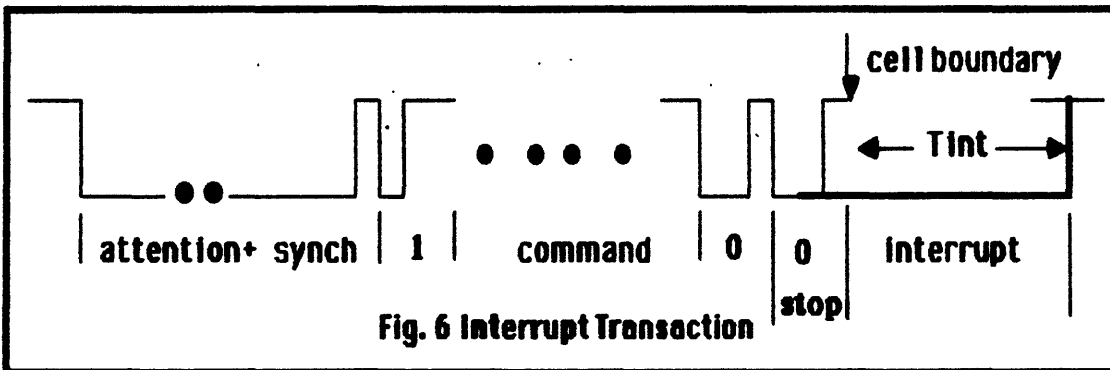 cell boundary
Tint
attention+ synch 1 command 0 0 interrupt
stop
Fig. 6 Interrupt Transaction